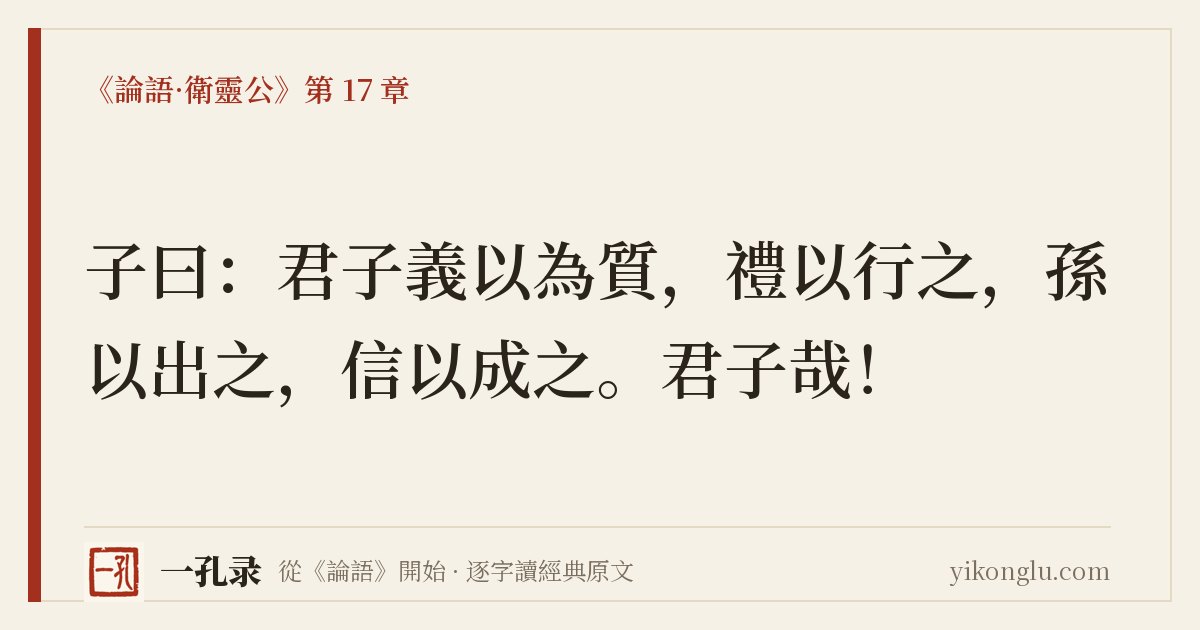 《論語·衛靈公》第 17 章
子曰：君子義以為質，禮以行之，孫
以出之，信以成之。君子哉！
一孔
一孔录 從《論語》開始 · 逐字讀經典原文 yikonglu.com